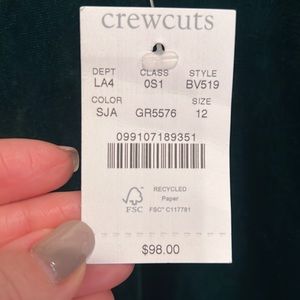 crewcuts
DEPT CLASS STYLE
LA4 0S1 BV519
COLOR SIZE
SJA GR5576 12
099107189351
RECYCLED
Paper
FSC FSC® C117781
$98.00